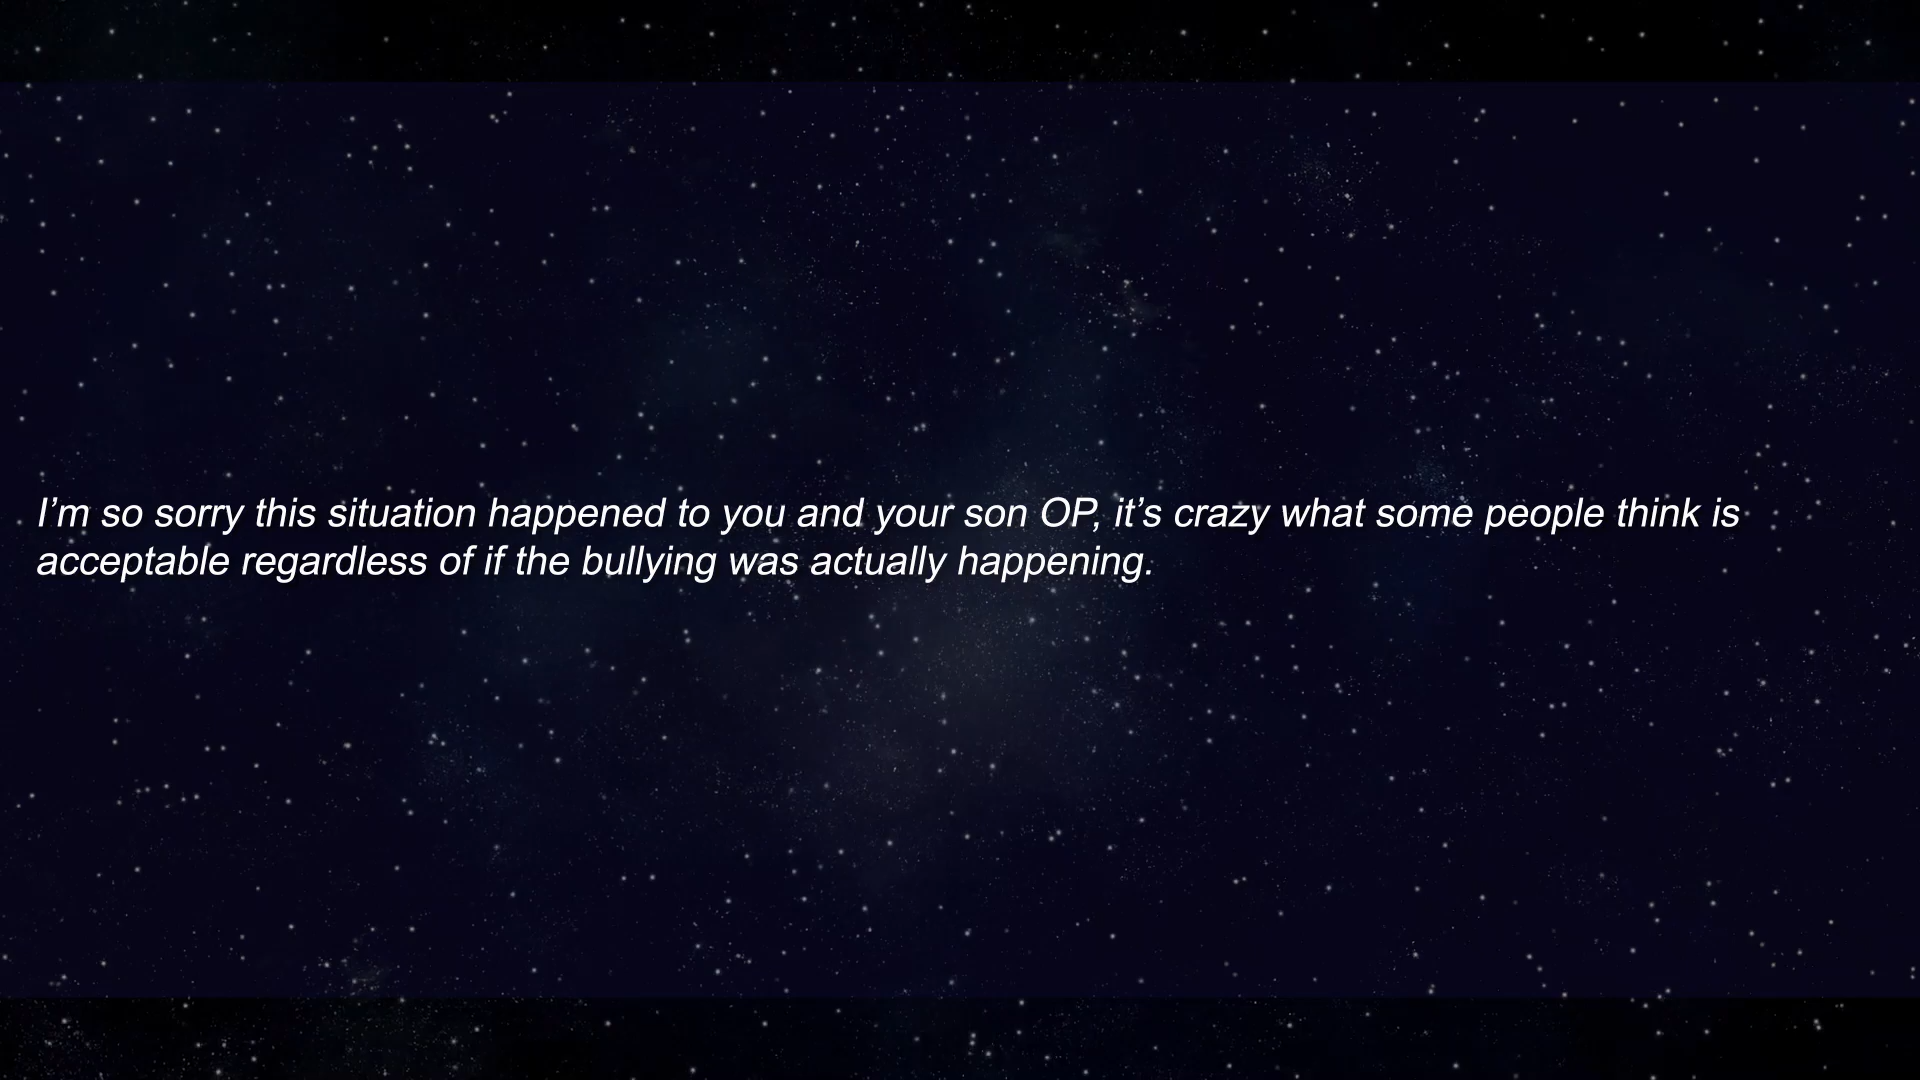 I’m so sorry this situation happened to you and your son OP, it’s crazy what some people think is
acceptable regardless of if the bullying was actually happening.